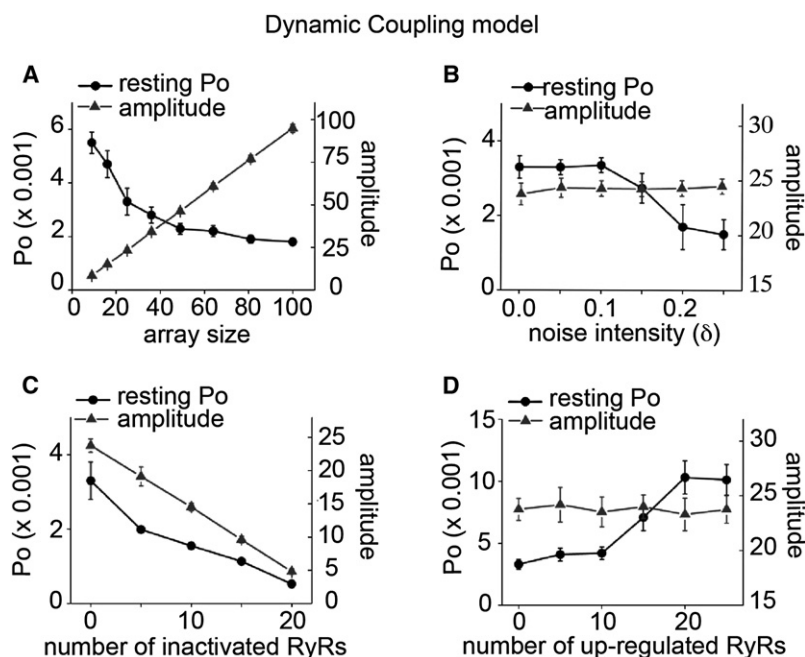 Dynamic Coupling model
A
resting Po
amplitude
6
4
2
0
Po (x 0.001)
100
75
50
25
0
amplitude
0 20 40 60 80 100
array size
B
resting Po
amplitude
4
2
0
Po (x 0.001)
30
25
20
15
amplitude
0.0 0.1 0.2
noise intensity (δ)
C
resting Po
amplitude
4
2
0
Po (x 0.001)
25
20
15
10
5
0
amplitude
0 10 20
number of inactivated RyRs
D
resting Po
amplitude
15
10
5
0
Po (x 0.001)
30
25
20
15
amplitude
0 10 20
number of up-regulated RyRs